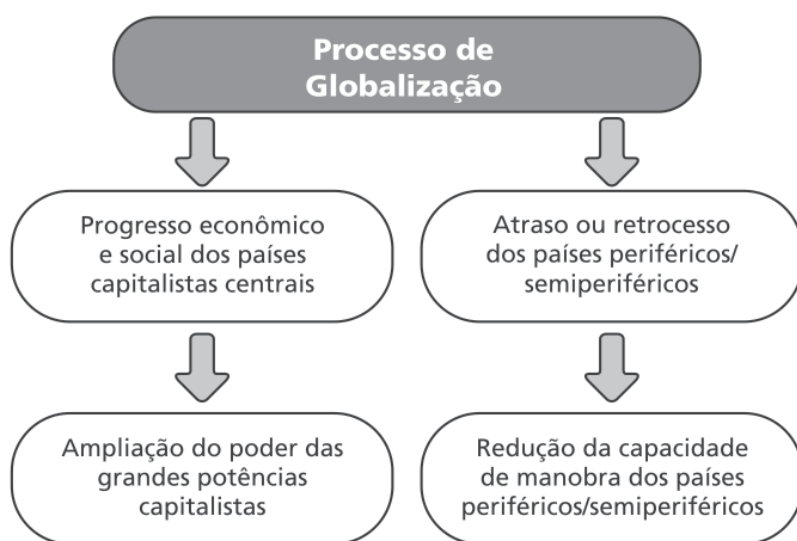 Processo de
Globalização
Progresso econômico
e social dos países
capitalistas centrais
Atraso ou retrocesso
dos países periféricos/
semiperiféricos
Ampliação do poder das
grandes potências
capitalistas
Redução da capacidade
de manobra dos países
periféricos/semiperiféricos